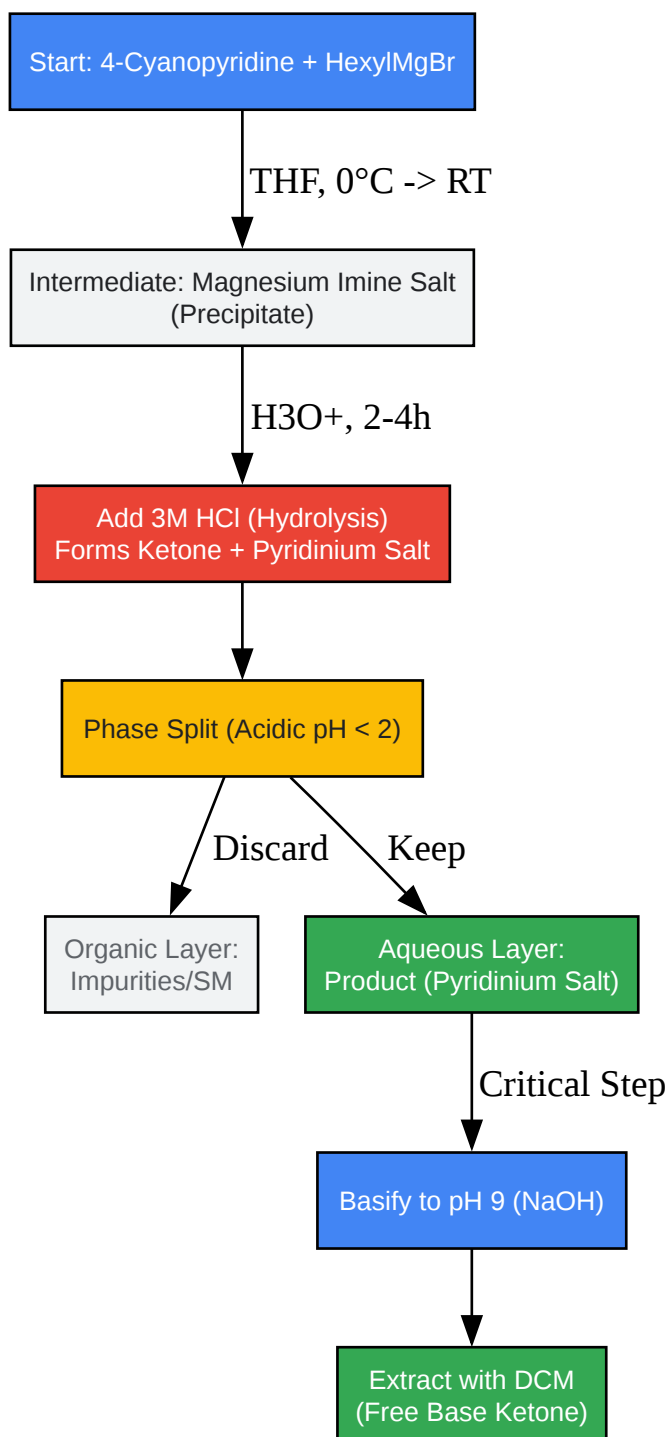 Start: 4-Cyanopyridine + HexylMgBr
THF, 0°C -> RT
Intermediate: Magnesium Imine Salt
(Precipitate)
H3O+, 2-4h
Add 3M HCl (Hydrolysis)
Forms Ketone + Pyridinium Salt
Phase Split (Acidic pH < 2)
Discard
Keep
Organic Layer:
Impurities/SM
Aqueous Layer:
Product (Pyridinium Salt)
Critical Step
Basify to pH 9 (NaOH)
Extract with DCM
(Free Base Ketone)